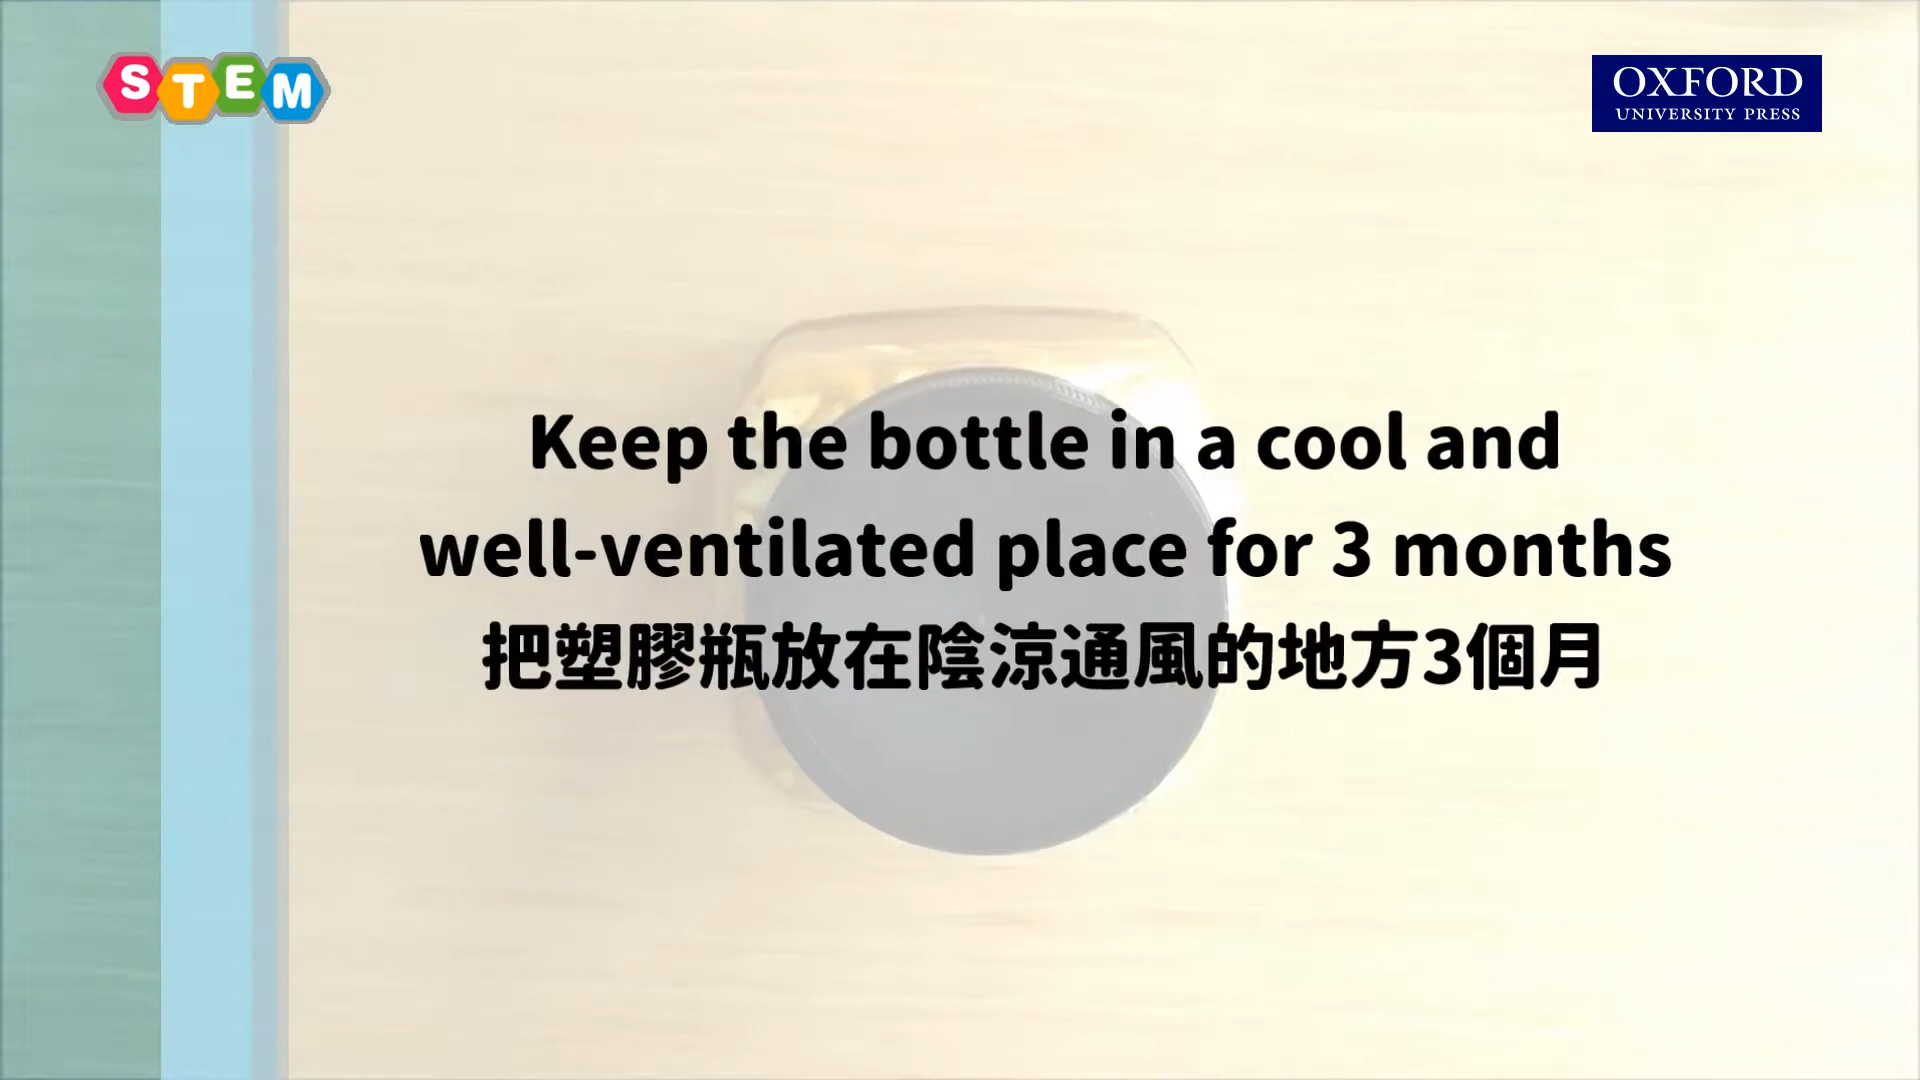 STEM
OXFORD
UNIVERSITY PRESS
Keep the bottle in a cool and
well-ventilated place for 3 months
把塑膠瓶放在陰涼通風的地方3個月